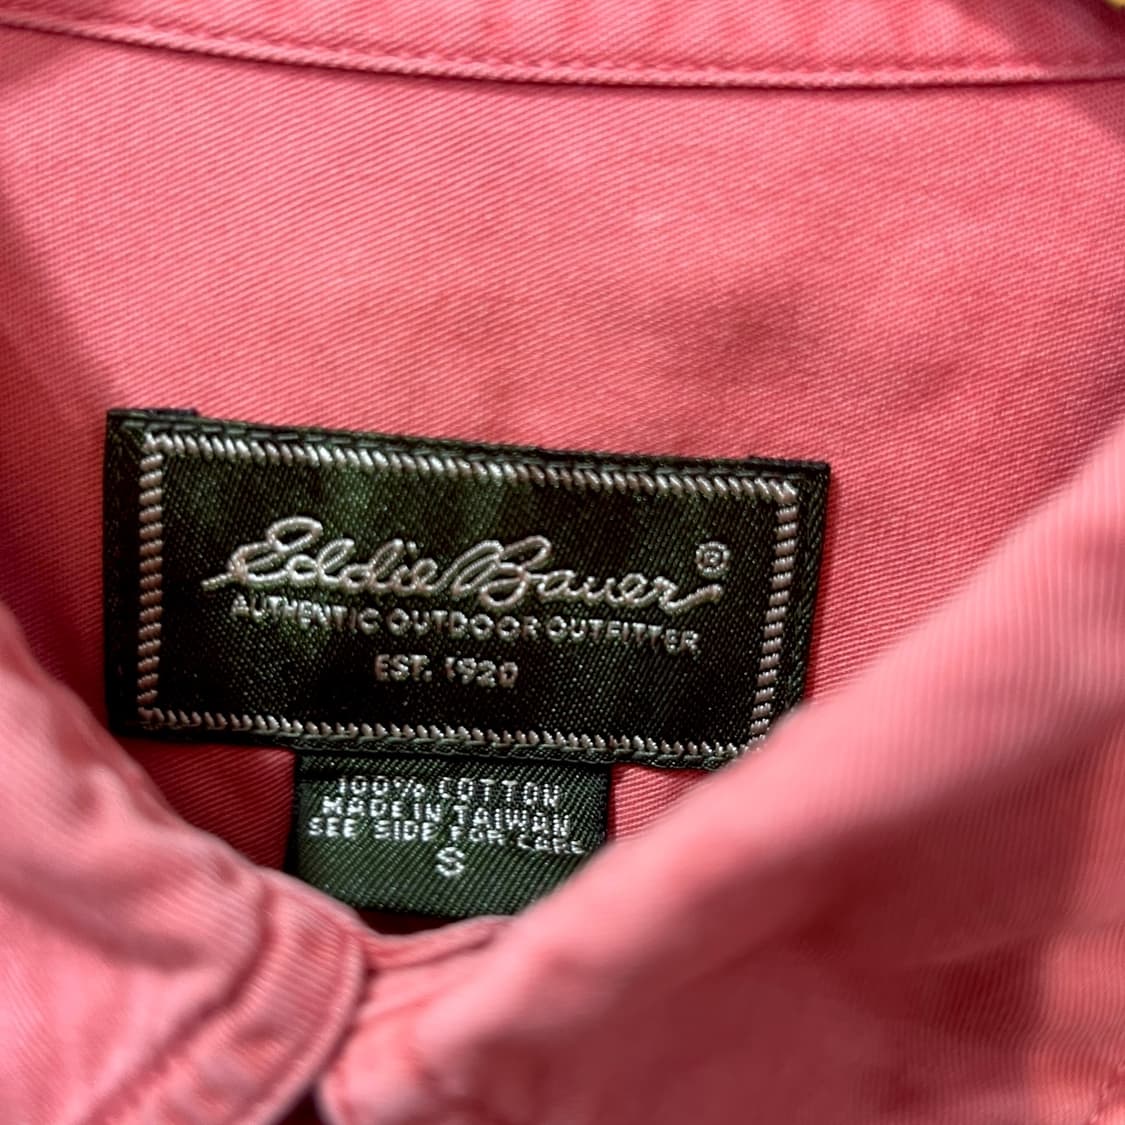 Eddie Bauer®
AUTHENTIC OUTDOOR OUTFITTER
EST. 1920
100% COTTON
MADE IN TAIWAN
SEE SIDE FOR CARE
S